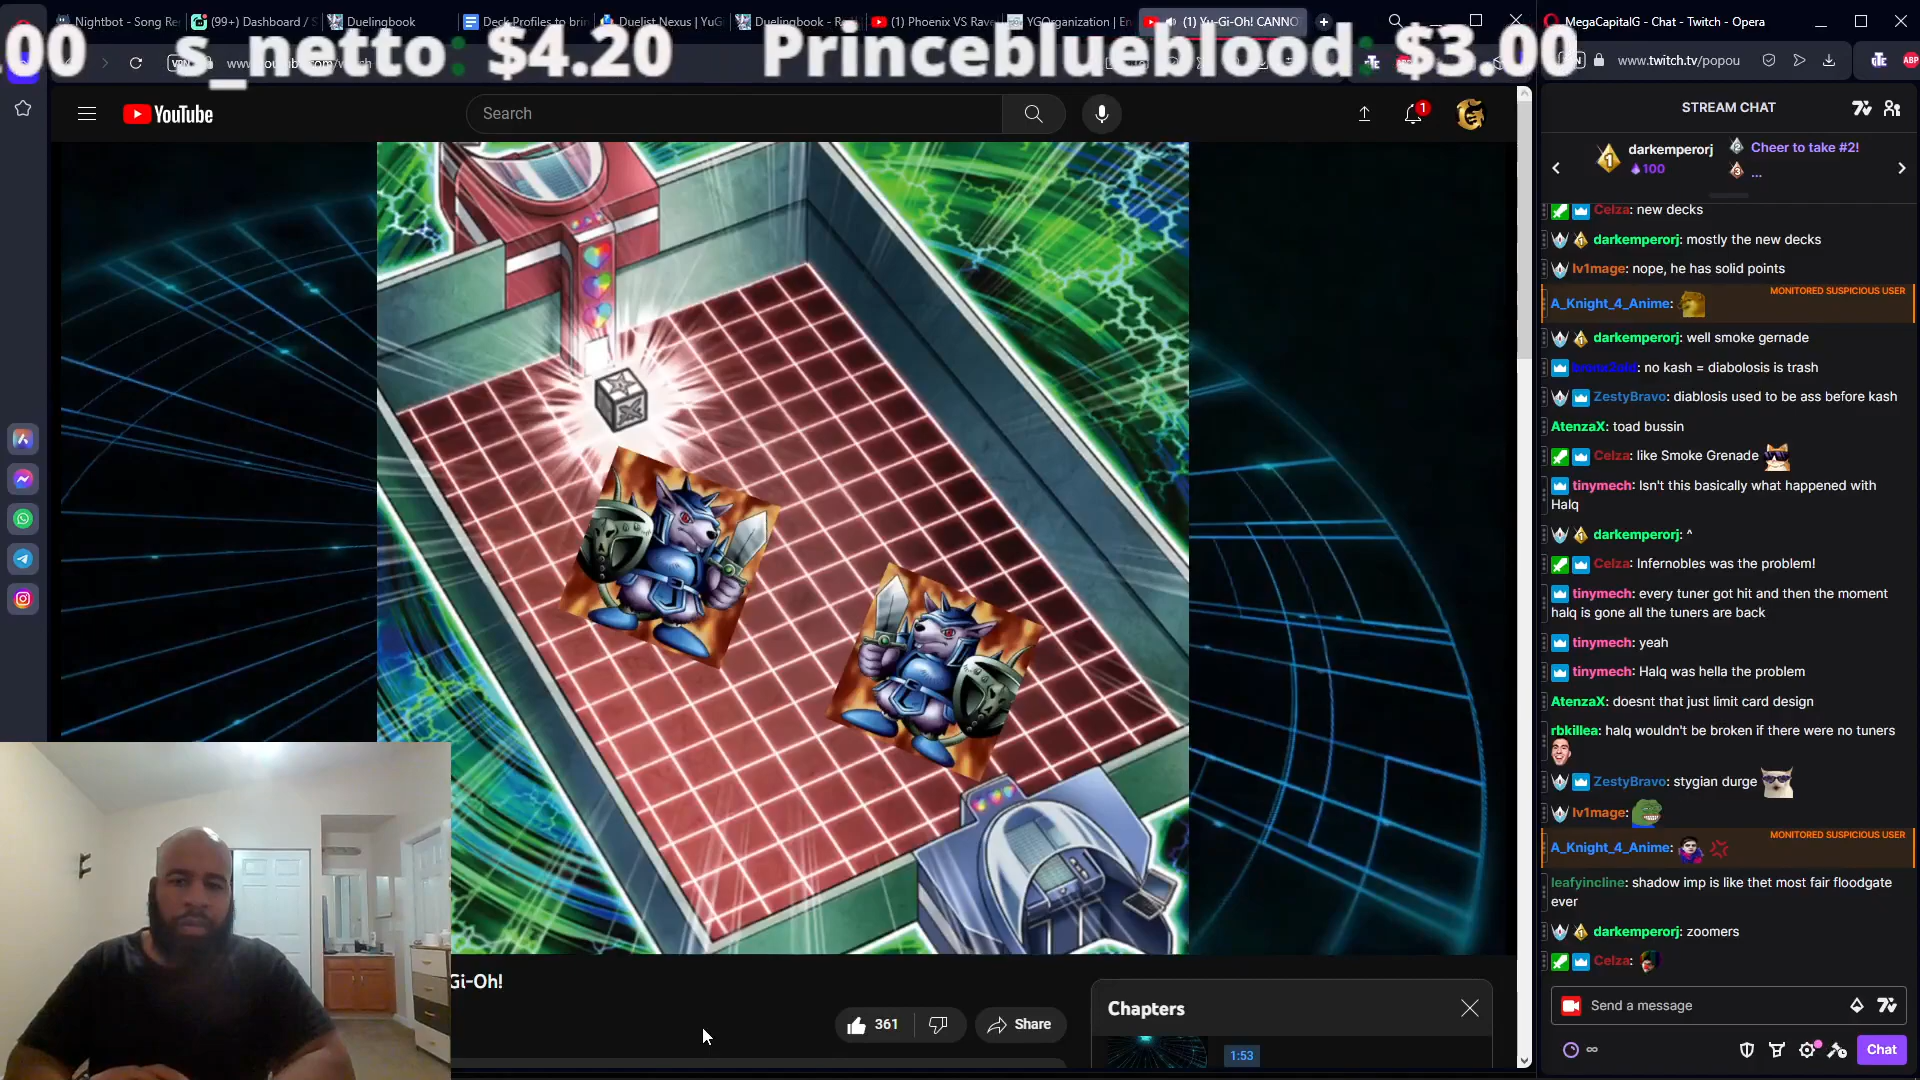 Nightbot - Song Re
(99+) Dashboard / S
Duelingbook
Deck Profiles to brin
Duelist Nexus | YuG
Duelingbook - R
(1) Phoenix VS Rave
YGOrganization | En
(1) Yu-Gi-Oh! CANNO
MegaCapitalG - Chat - Twitch - Opera
.00 s_netto: $4.20 Princeblueblood: $3.00
VPN
www.twitch.tv/popou
ABP
YouTube
Search
1
STREAM CHAT
1 darkemperorj
100
2 Cheer to take #2!
3 ...
Celza: new decks
darkemperorj: mostly the new decks
lv1mage: nope, he has solid points
MONITORED SUSPICIOUS USER
A_Knight_4_Anime:
darkemperorj: well smoke gernade
: no kash = diabolosis is trash
ZestyBravo: diablosis used to be ass before kash
AtenzaX: toad bussin
Celza: like Smoke Grenade
tinymech: Isn't this basically what happened with
Halq
darkemperorj: ^
Celza: Infernobles was the problem!
tinymech: every tuner got hit and then the moment
halq is gone all the tuners are back
tinymech: yeah
tinymech: Halq was hella the problem
AtenzaX: doesnt that just limit card design
rbkillea: halq wouldn't be broken if there were no tuners
ZestyBravo: stygian durge
lv1mage:
MONITORED SUSPICIOUS USER
A_Knight_4_Anime:
leafyincline: shadow imp is like thet most fair floodgate
ever
darkemperorj: zoomers
Celza:
Send a message
Chat
Gi-Oh!
361
Share
Chapters
1:53